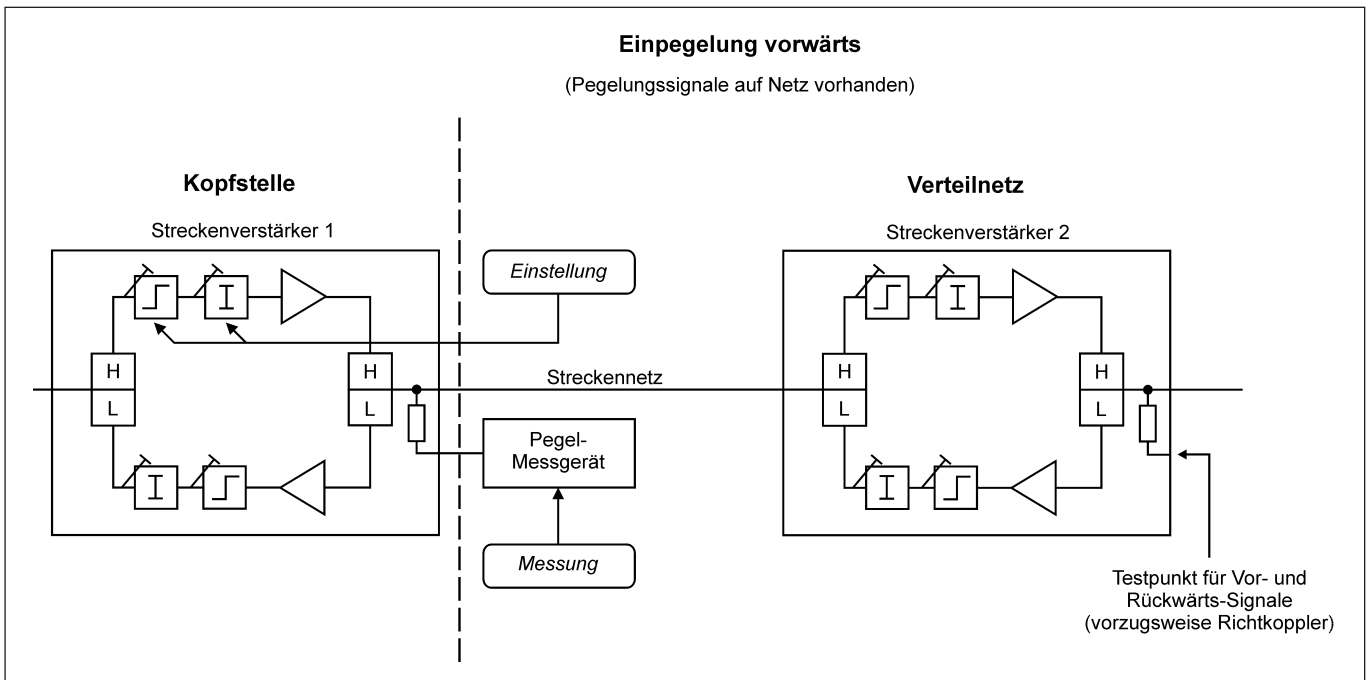 Einpegelung vorwärts
(Pegelungssignale auf Netz vorhanden)
Kopfstelle
Verteilnetz
Streckenverstärker 1
Streckenverstärker 2
Einstellung
H
L
H
L
Streckennetz
H
L
H
L
Pegel-
Messgerät
Messung
Testpunkt für Vor- und
Rückwärts-Signale
(vorzugsweise Richtkoppler)